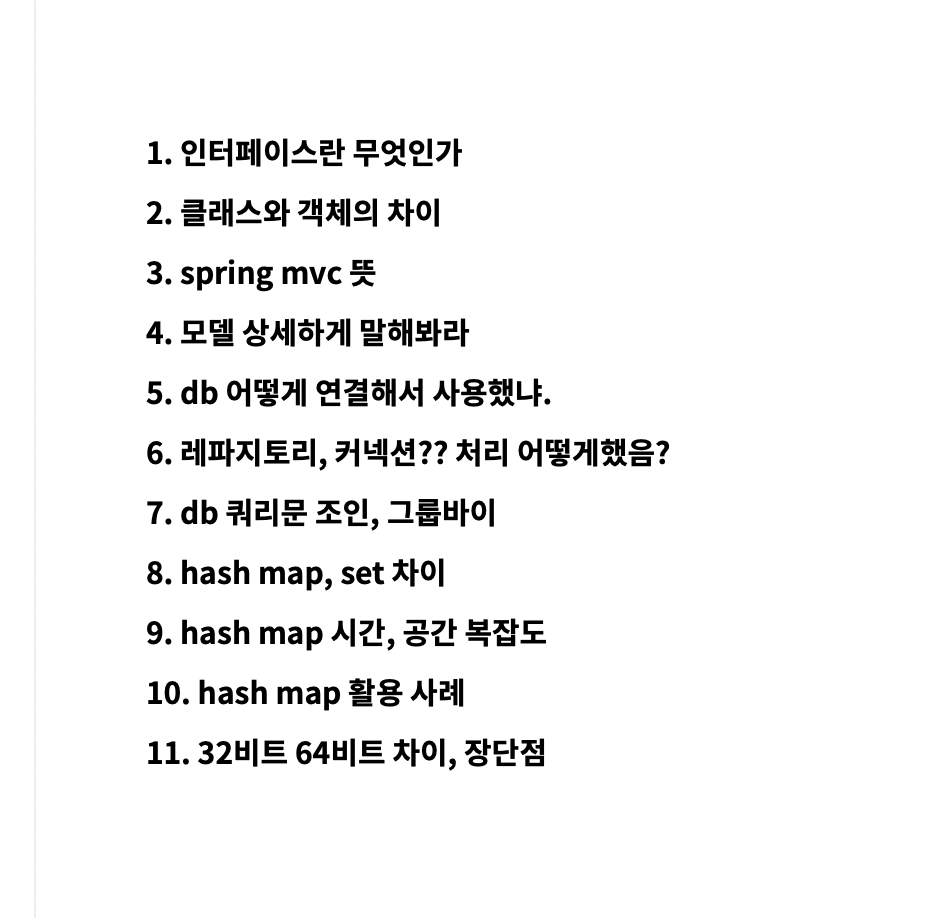 1. 인터페이스란 무엇인가
2. 클래스와 객체의 차이
3. spring mvc 뜻
4. 모델 상세하게 말해봐라
5. db 어떻게 연결해서 사용했냐.
6. 레파지토리, 커넥션?? 처리 어떻게했음?
7. db 쿼리문 조인, 그룹바이
8. hash map, set 차이
9. hash map 시간, 공간 복잡도
10. hash map 활용 사례
11. 32비트 64비트 차이, 장단점